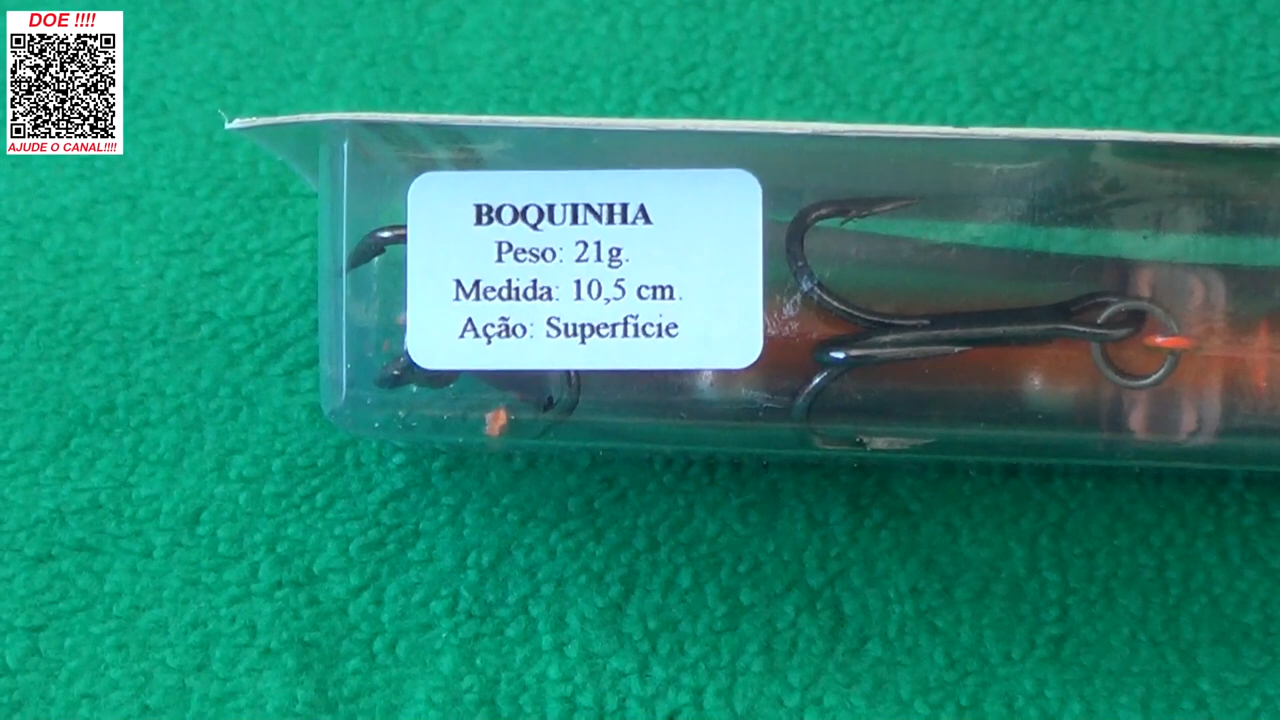 DOE !!!!
AJUDE O CANAL!!!!
BOQUINHA
Peso: 21g.
Medida: 10,5 cm.
Ação: Superfície